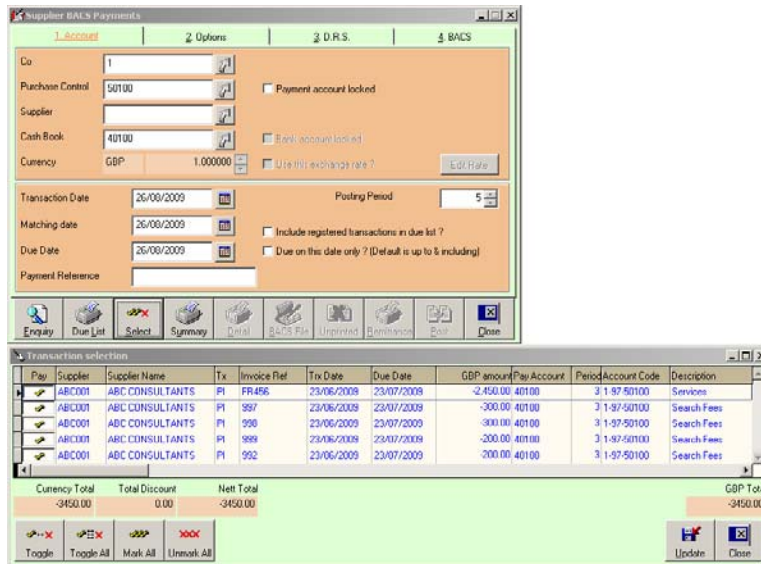 Supplier BACS Payments
1. Account 2. Options 3. D.R.S. 4. BACS
Co 1
Purchase Control 50100 Payment account locked
Supplier
Cash Book 40100 Bank account locked
Currency GBP 1.000000 Use this exchange rate ? Edit Rate
Transaction Date 26/08/2009 Posting Period 5
Matching date 26/08/2009 Include registered transactions in due list ?
Due Date 26/08/2009 Due on this date only ? (Default is up to & including)
Payment Reference
Enquiry Due List Select Summary Detail BACS File Unprinted Remittance Post Close
Transaction selection
Pay Supplier Supplier Name Tx Invoice Ref Trx Date Due Date GBP amount Pay Account Period Account Code Description
ABC001 ABC CONSULTANTS PI FR456 23/06/2009 23/07/2009 -2,450.00 40100 3 1-97-50100 Services
ABC001 ABC CONSULTANTS PI 997 23/06/2009 23/07/2009 -300.00 40100 3 1-97-50100 Search Fees
ABC001 ABC CONSULTANTS PI 998 23/06/2009 23/07/2009 -300.00 40100 3 1-97-50100 Search Fees
ABC001 ABC CONSULTANTS PI 999 23/06/2009 23/07/2009 -200.00 40100 3 1-97-50100 Search Fees
ABC001 ABC CONSULTANTS PI 992 23/06/2009 23/07/2009 -200.00 40100 3 1-97-50100 Search Fees
Currency Total Total Discount Nett Total GBP Tot
-3450.00 0.00 -3450.00 -3450.00
Toggle Toggle All Mark All Unmark All Update Close